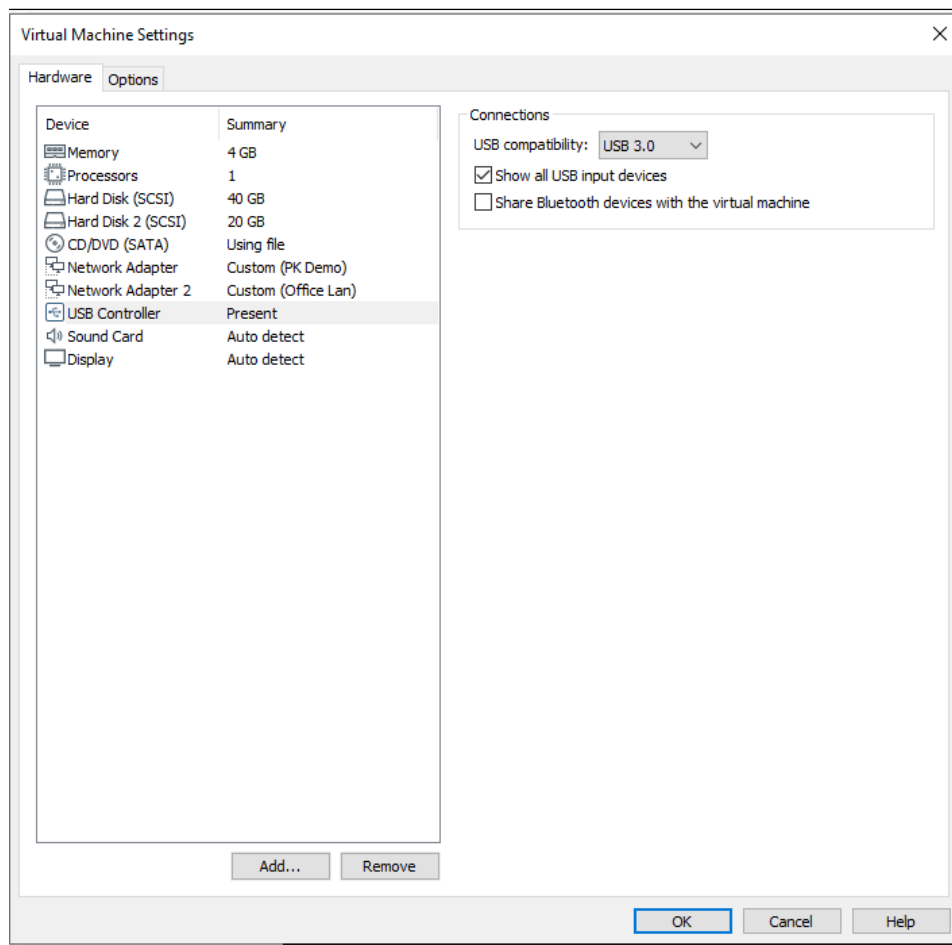 Virtual Machine Settings
Hardware Options
Device Summary
Memory 4 GB
Processors 1
Hard Disk (SCSI) 40 GB
Hard Disk 2 (SCSI) 20 GB
CD/DVD (SATA) Using file
Network Adapter Custom (PK Demo)
Network Adapter 2 Custom (Office Lan)
USB Controller Present
Sound Card Auto detect
Display Auto detect
Connections
USB compatibility: USB 3.0
Show all USB input devices
Share Bluetooth devices with the virtual machine
Add... Remove
OK Cancel Help